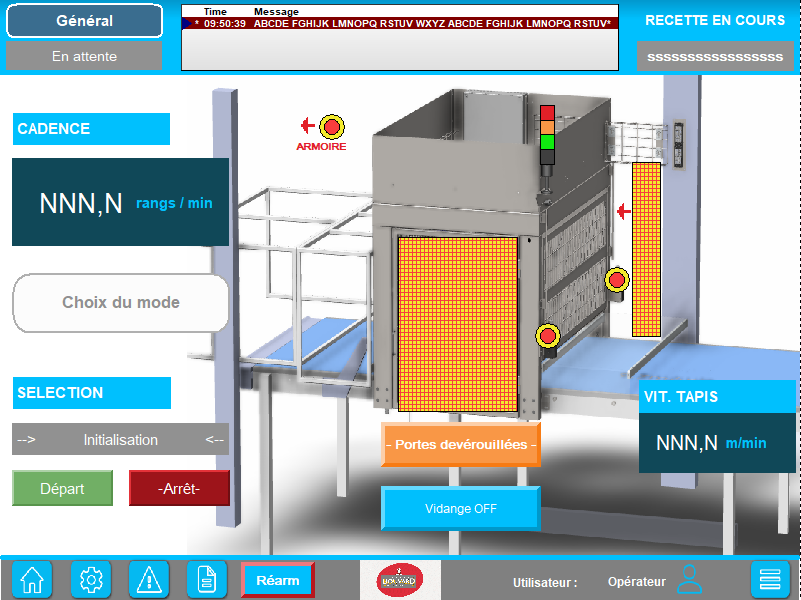 Général
En attente
Time Message
* 09:50:39 ABCDE FGHIJK LMNOPQ RSTUV WXYZ ABCDE FGHIJK LMNOPQ RSTUV*
RECETTE EN COURS
sssssssssssssssss
CADENCE
NNN,N rangs / min
ARMOIRE
Choix du mode
SELECTION
--> Initialisation <--
Départ
-Arrêt-
- Portes devérouillées -
Vidange OFF
VIT. TAPIS
NNN,N m/min
Réarm
Utilisateur : Opérateur